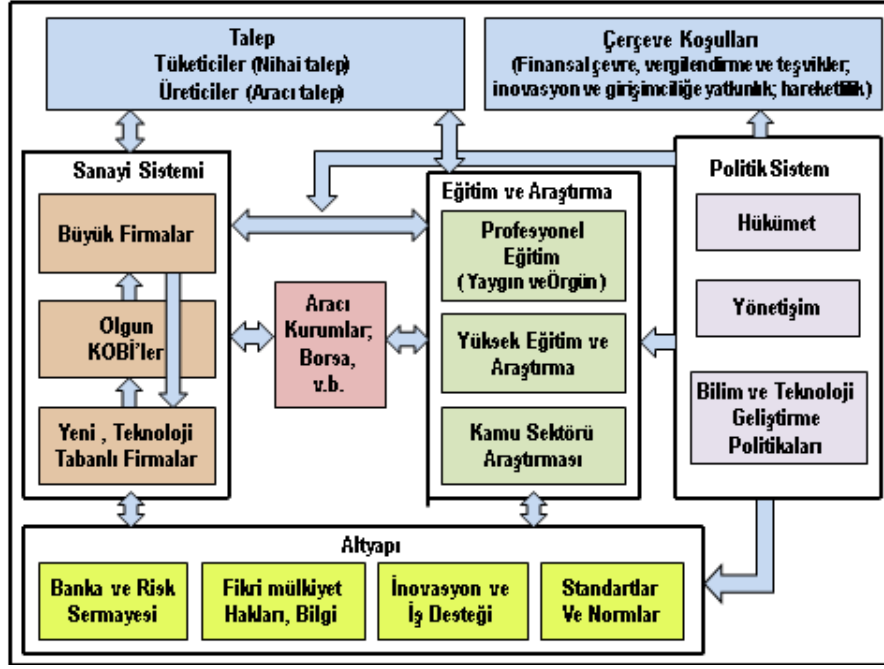 Talep
Tüketiciler (Nihai talep)
Üreticiler (Aracı talep)
Çerçeve Koşulları
(Finansal çevre, vergilendirme ve teşvikler;
inovasyon ve girişimciliğe yatkunlık; hareketlilik)
Sanayi Sistemi
Büyük Firmalar
Olgun
KOBİ'ler
Yeni , Teknoloji
Tabanlı Firmalar
Aracı
Kurumlar;
Borsa,
v.b.
Eğitim ve Araştırma
Profesyonel
Eğitim
( Yaygın veÖrgün)
Yüksek Eğitim ve
Araştırma
Kamu Sektörü
Araştırması
Politik Sistem
Hükümet
Yönetişim
Bilim ve Teknoloji
Geliştirme
Politikaları
Altyapı
Banka ve Risk
Sermayesi
Fikri mülkiyet
Hakları, Bilgi
İnovasyon ve
İş Desteği
Standartlar
Ve Normlar